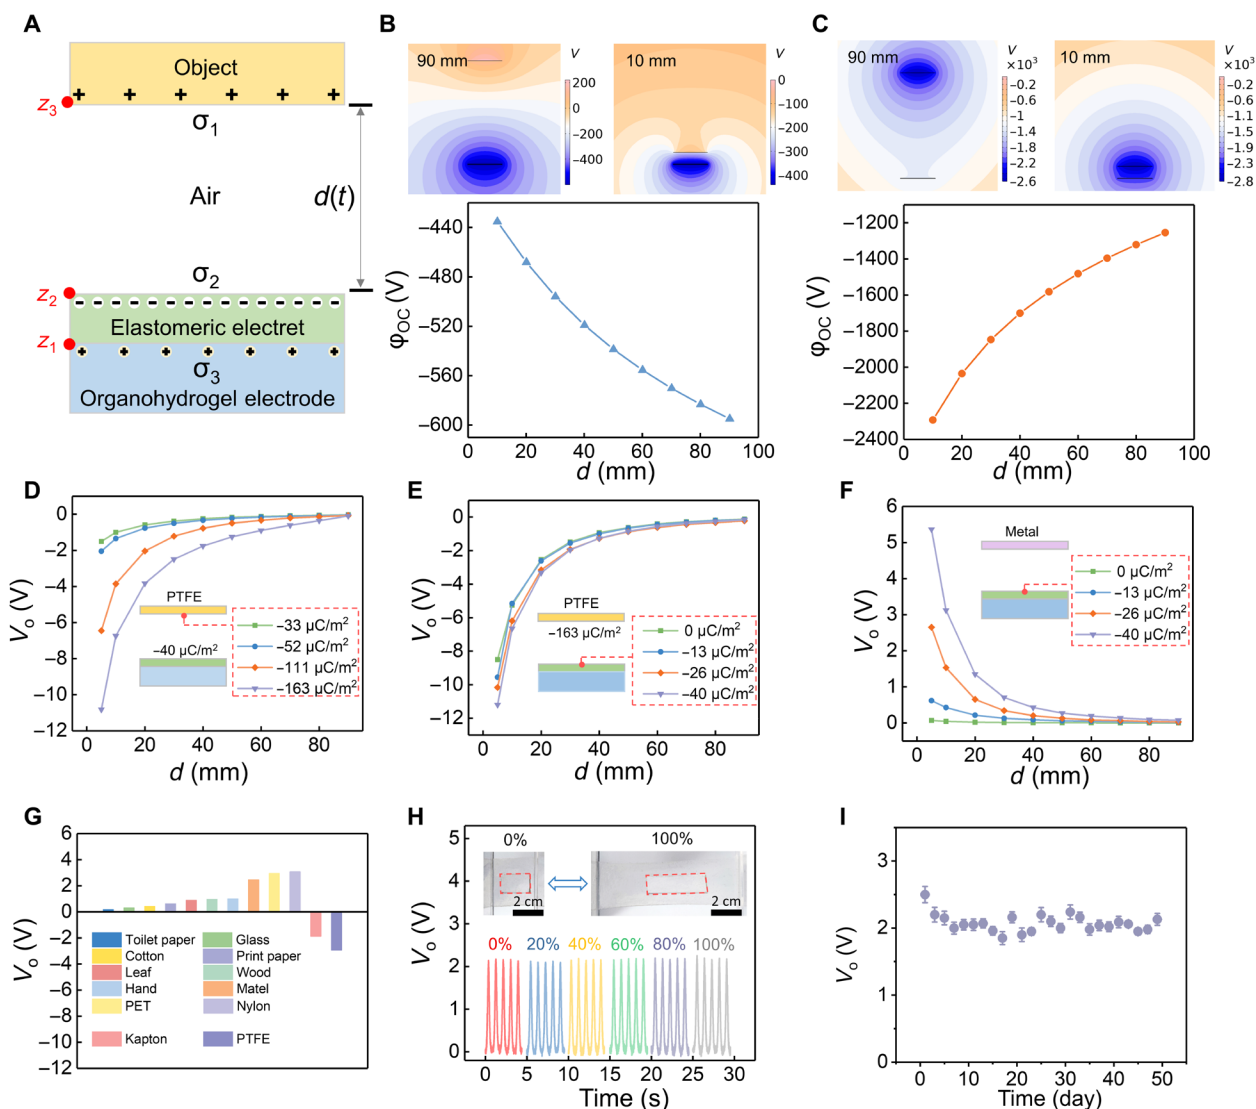 A
Object
z3
σ1
Air
d(t)
σ2
z2
Elastomeric electret
z1
σ3
Organohydrogel electrode
B
90 mm
V
200
0
−200
−400
10 mm
V
0
−100
−200
−300
−400
φOC (V)
−440
−480
−520
−560
−600
0 20 40 60 80 100
d (mm)
C
90 mm
V
×10³
−0.2
−0.6
−1
−1.5
−1.9
−2.3
−2.6
10 mm
V
×10³
−0.2
−0.6
−1
−1.5
−1.9
−2.3
−2.8
φOC (V)
−1200
−1400
−1600
−1800
−2000
−2200
−2400
0 20 40 60 80 100
d (mm)
D
Vo (V)
0
−2
−4
−6
−8
−10
−12
PTFE
−40 μC/m²
−33 μC/m²
−52 μC/m²
−111 μC/m²
−163 μC/m²
0 20 40 60 80
d (mm)
E
Vo (V)
0
−2
−4
−6
−8
−10
−12
PTFE
−163 μC/m²
0 μC/m²
−13 μC/m²
−26 μC/m²
−40 μC/m²
0 20 40 60 80
d (mm)
F
Vo (V)
6
5
4
3
2
1
0
Metal
0 μC/m²
−13 μC/m²
−26 μC/m²
−40 μC/m²
0 20 40 60 80
d (mm)
G
Vo (V)
6
4
2
0
−2
−4
−6
−8
−10
−12
Toilet paper Glass
Cotton Print paper
Leaf Wood
Hand Matel
PET Nylon
Kapton PTFE
H
Vo (V)
5
4
3
2
1
0
0% 100%
2 cm 2 cm
0% 20% 40% 60% 80% 100%
0 5 10 15 20 25 30
Time (s)
I
Vo (V)
3
2
1
0
0 10 20 30 40 50
Time (day)